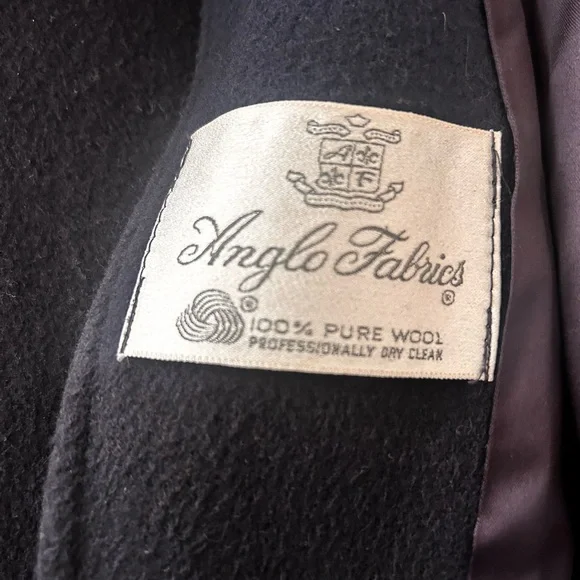 A F
Anglo Fabrics ®
® 100% PURE WOOL
PROFESSIONALLY DRY CLEAN